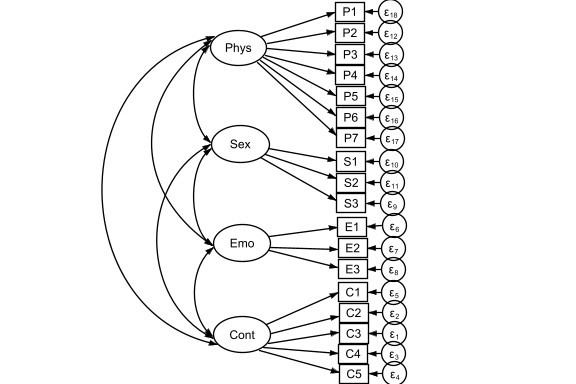 P1 ε18
P2 ε12
Phys P3 ε13
P4 ε14
P5 ε15
P6 ε16
P7 ε17
Sex S1 ε10
S2 ε11
S3 ε9
E1 ε6
Emo E2 ε7
E3 ε8
C1 ε5
C2 ε2
Cont C3 ε1
C4 ε3
C5 ε4